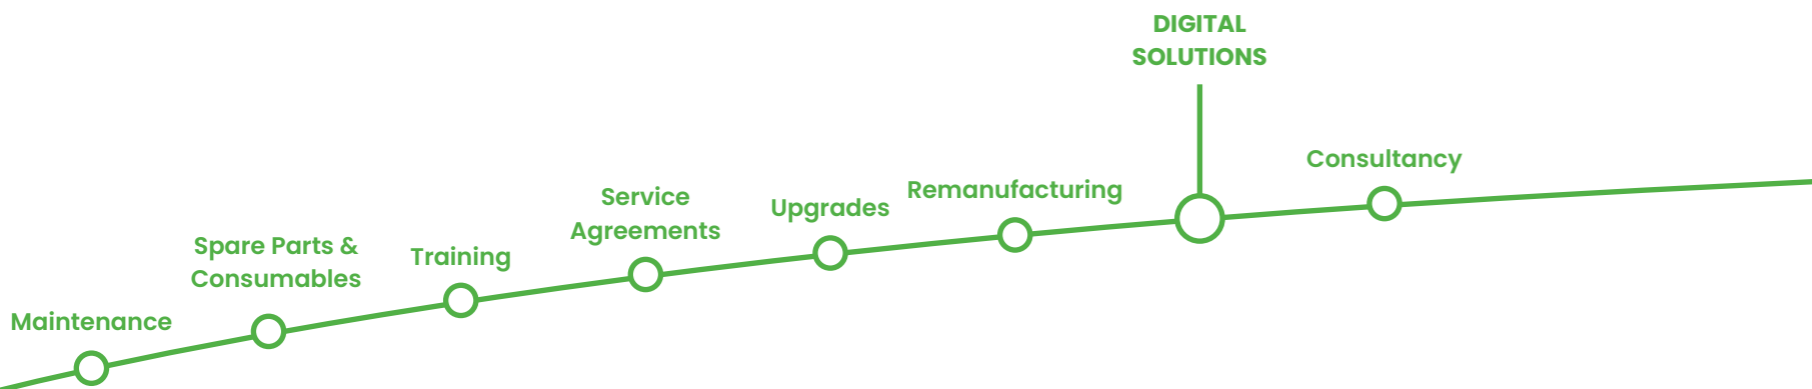 Maintenance
Spare Parts &
Consumables
Training
Service
Agreements
Upgrades
Remanufacturing
DIGITAL
SOLUTIONS
Consultancy